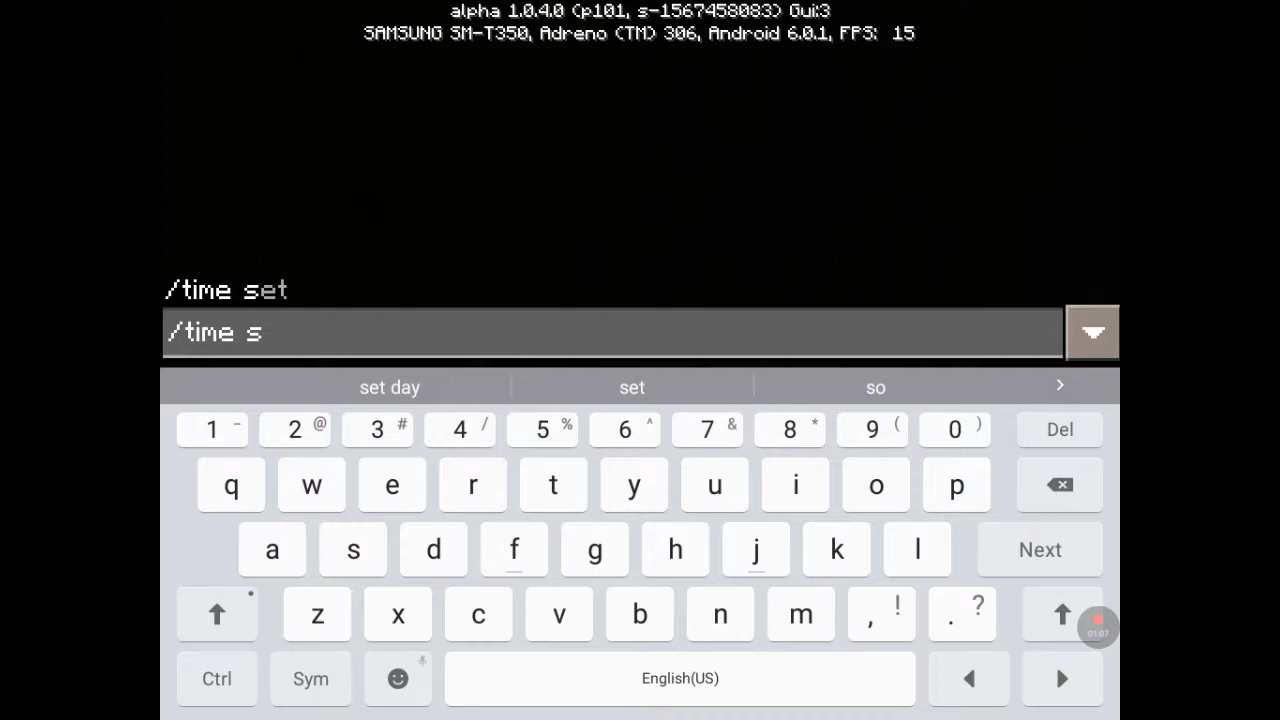 alpha 1.0.4.0 (p101, s-1567458083) Gui:3
SAMSUNG SM-T350, Adreno (TM) 306, Android 6.0.1, FPS: 15
/time set
/time s
set day set so >
1 - 2 @ 3 # 4 / 5 % 6 ^ 7 & 8 * 9 ( 0 ) Del
q w e r t y u i o p
a s d f g h j k l Next
z x c v b n m , ! . ?
01:07
Ctrl Sym English(US)